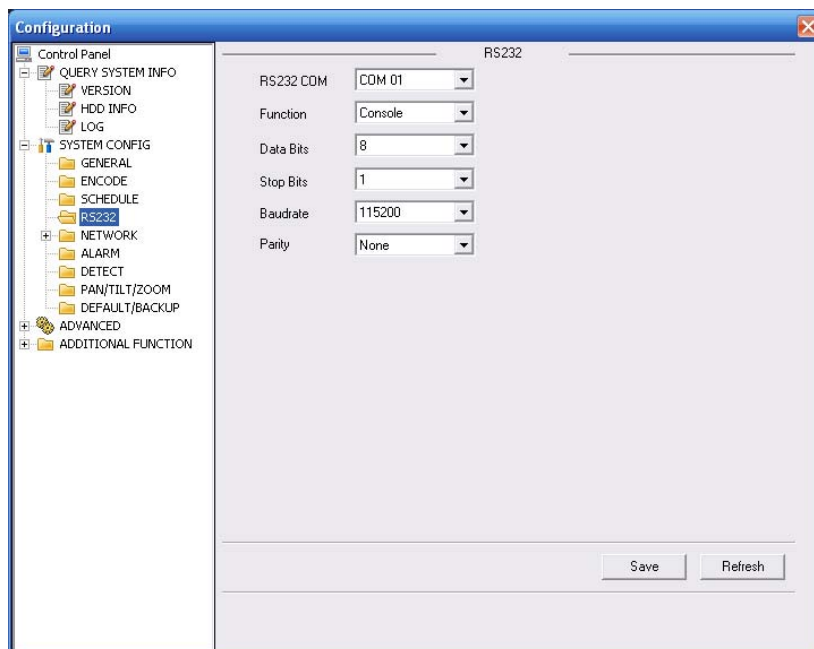 Configuration
Control Panel
QUERY SYSTEM INFO
VERSION
HDD INFO
LOG
SYSTEM CONFIG
GENERAL
ENCODE
SCHEDULE
RS232
NETWORK
ALARM
DETECT
PAN/TILT/ZOOM
DEFAULT/BACKUP
ADVANCED
ADDITIONAL FUNCTION
RS232
RS232 COM COM 01
Function Console
Data Bits 8
Stop Bits 1
Baudrate 115200
Parity None
Save Refresh